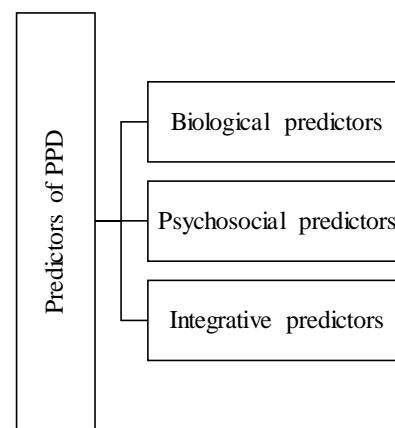 Predictors of PPD
Biological predictors
Psychosocial predictors
Integrative predictors